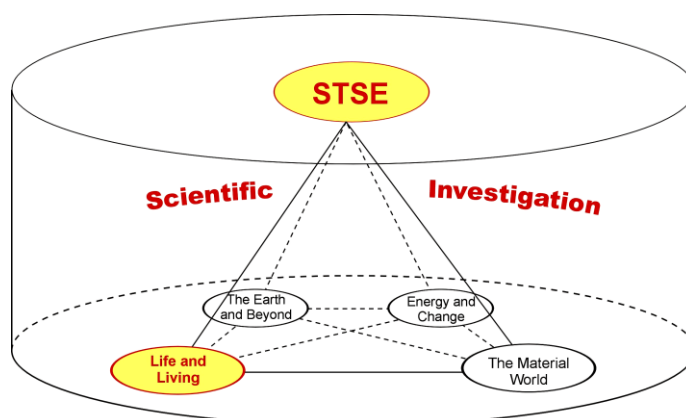 STSE
Scientific
Investigation
The Earth
and Beyond
Energy and
Change
Life and
Living
The Material
World